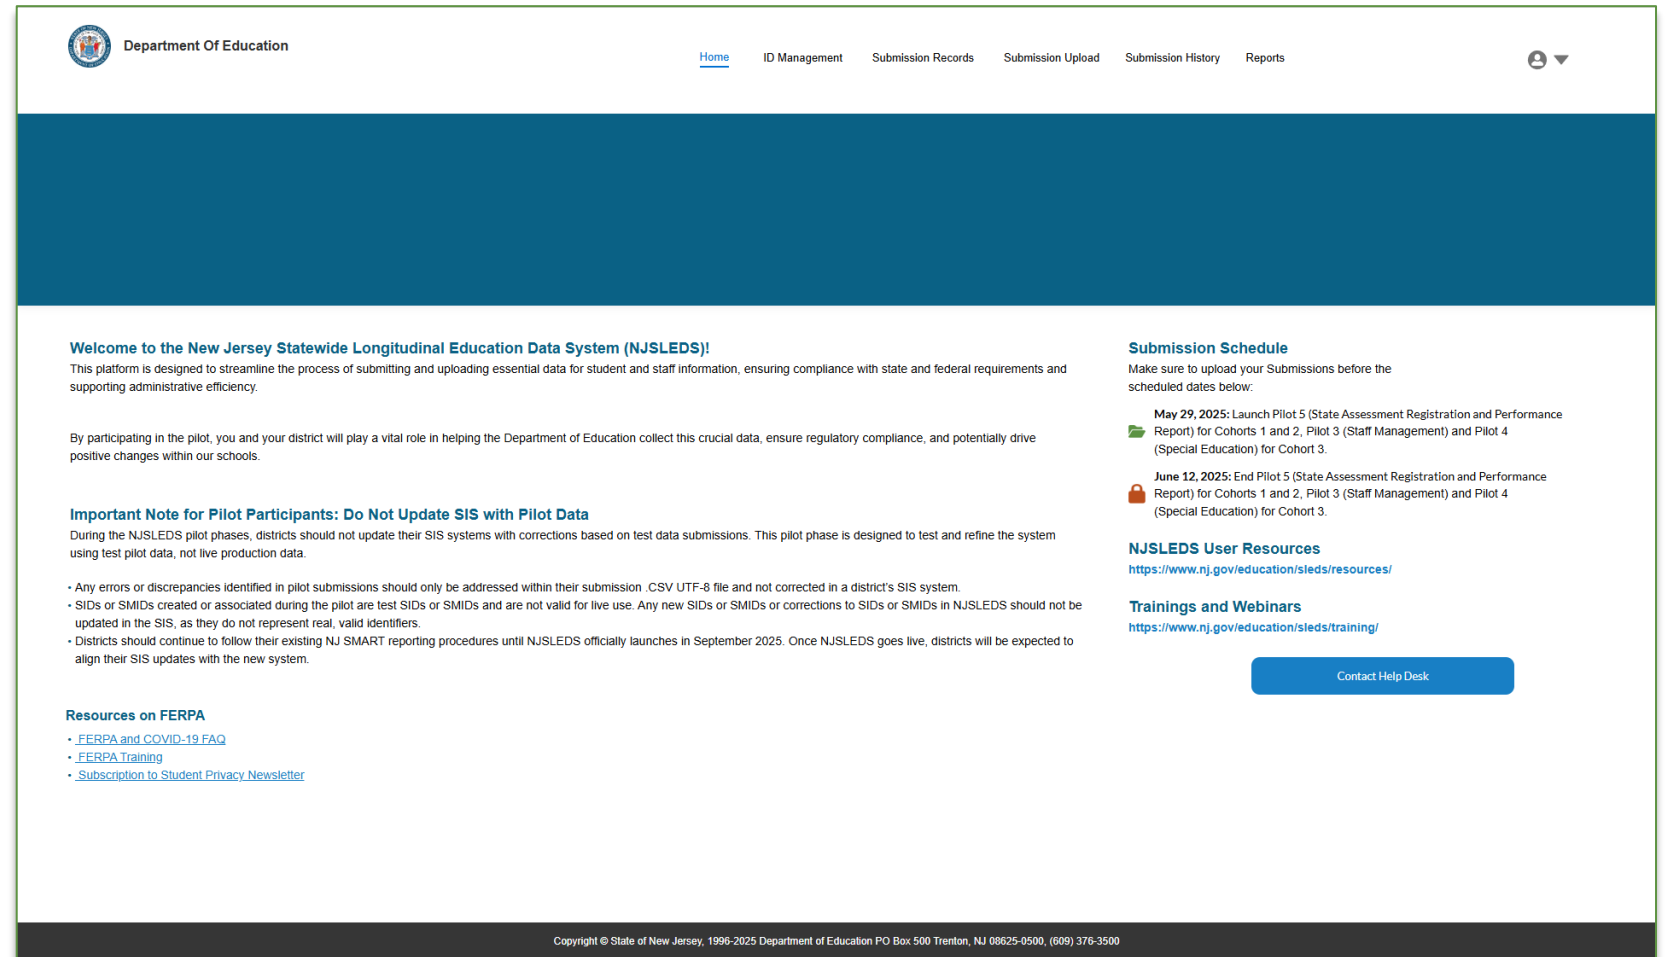 Department Of Education
Home
ID Management
Submission Records
Submission Upload
Submission History
Reports
Welcome to the New Jersey Statewide Longitudinal Education Data System (NJSLEDS)!
This platform is designed to streamline the process of submitting and uploading essential data for student and staff information, ensuring compliance with state and federal requirements and
supporting administrative efficiency.
By participating in the pilot, you and your district will play a vital role in helping the Department of Education collect this crucial data, ensure regulatory compliance, and potentially drive
positive changes within our schools.
Important Note for Pilot Participants: Do Not Update SIS with Pilot Data
During the NJSLEDS pilot phases, districts should not update their SIS systems with corrections based on test data submissions. This pilot phase is designed to test and refine the system
using test pilot data, not live production data.
• Any errors or discrepancies identified in pilot submissions should only be addressed within their submission .CSV UTF-8 file and not corrected in a district's SIS system.
• SIDs or SMIDs created or associated during the pilot are test SIDs or SMIDs and are not valid for live use. Any new SIDs or SMIDs or corrections to SIDs or SMIDs in NJSLEDS should not be
updated in the SIS, as they do not represent real, valid identifiers.
• Districts should continue to follow their existing NJ SMART reporting procedures until NJSLEDS officially launches in September 2025. Once NJSLEDS goes live, districts will be expected to
align their SIS updates with the new system.
Resources on FERPA
• FERPA and COVID-19 FAQ
• FERPA Training
• Subscription to Student Privacy Newsletter
Submission Schedule
Make sure to upload your Submissions before the
scheduled dates below:
May 29, 2025: Launch Pilot 5 (State Assessment Registration and Performance
Report) for Cohorts 1 and 2, Pilot 3 (Staff Management) and Pilot 4
(Special Education) for Cohort 3.
June 12, 2025: End Pilot 5 (State Assessment Registration and Performance
Report) for Cohorts 1 and 2, Pilot 3 (Staff Management) and Pilot 4
(Special Education) for Cohort 3.
NJSLEDS User Resources
https://www.nj.gov/education/sleds/resources/
Trainings and Webinars
https://www.nj.gov/education/sleds/training/
Contact Help Desk
Copyright © State of New Jersey, 1996-2025 Department of Education PO Box 500 Trenton, NJ 08625-0500, (609) 376-3500